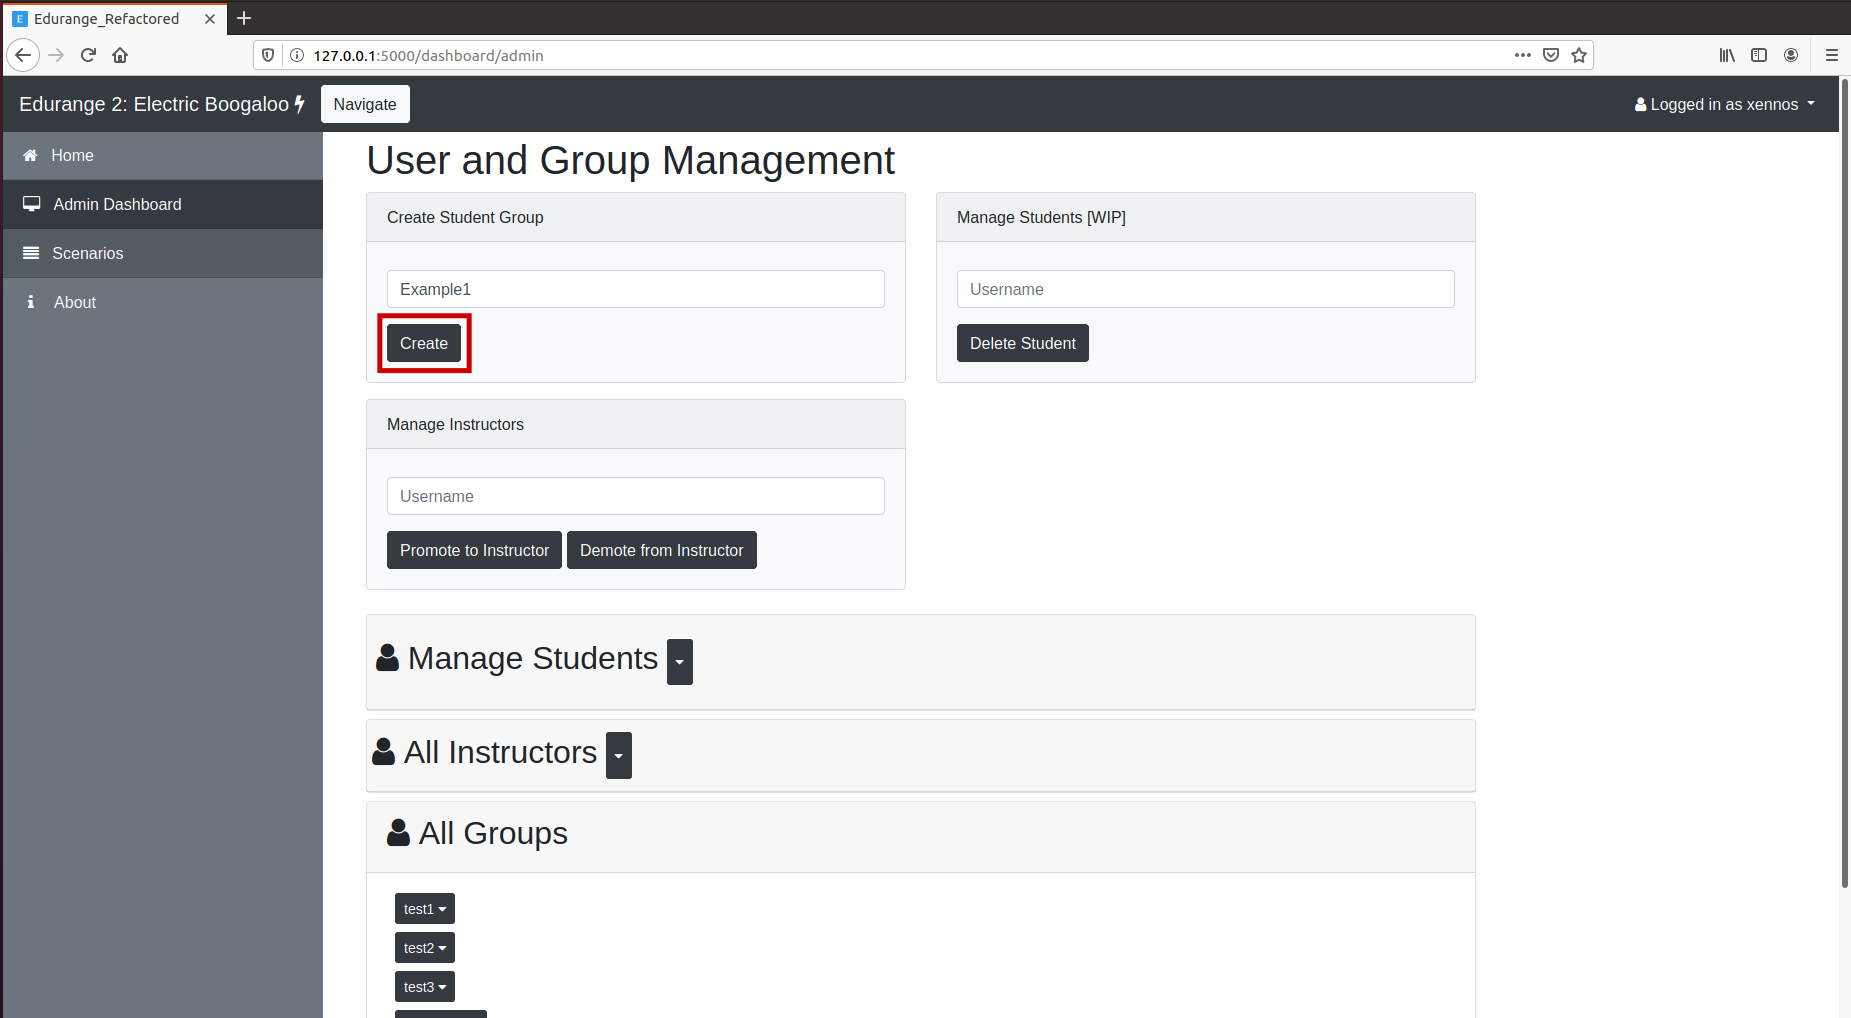 Edurange_Refactored
127.0.0.1:5000/dashboard/admin
Edurange 2: Electric Boogaloo
Navigate
Logged in as xennos
Home
Admin Dashboard
Scenarios
About
User and Group Management
Create Student Group
Example1
Create
Manage Students [WIP]
Username
Delete Student
Manage Instructors
Username
Promote to Instructor
Demote from Instructor
Manage Students
All Instructors
All Groups
test1
test2
test3